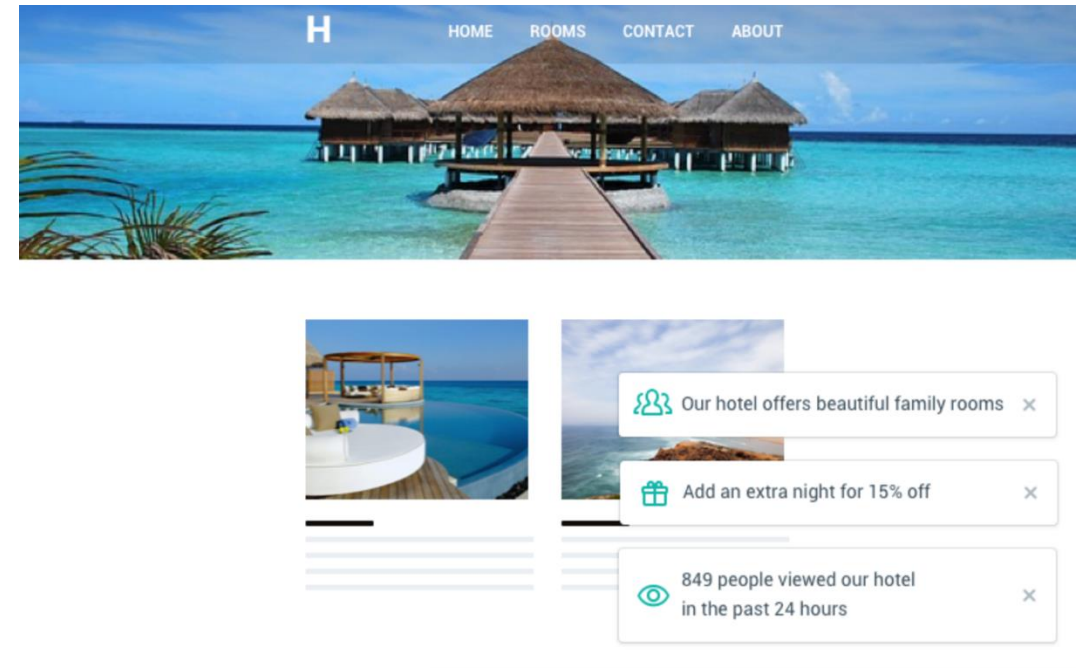 H
HOME ROOMS CONTACT ABOUT
Our hotel offers beautiful family rooms
Add an extra night for 15% off
849 people viewed our hotel
in the past 24 hours